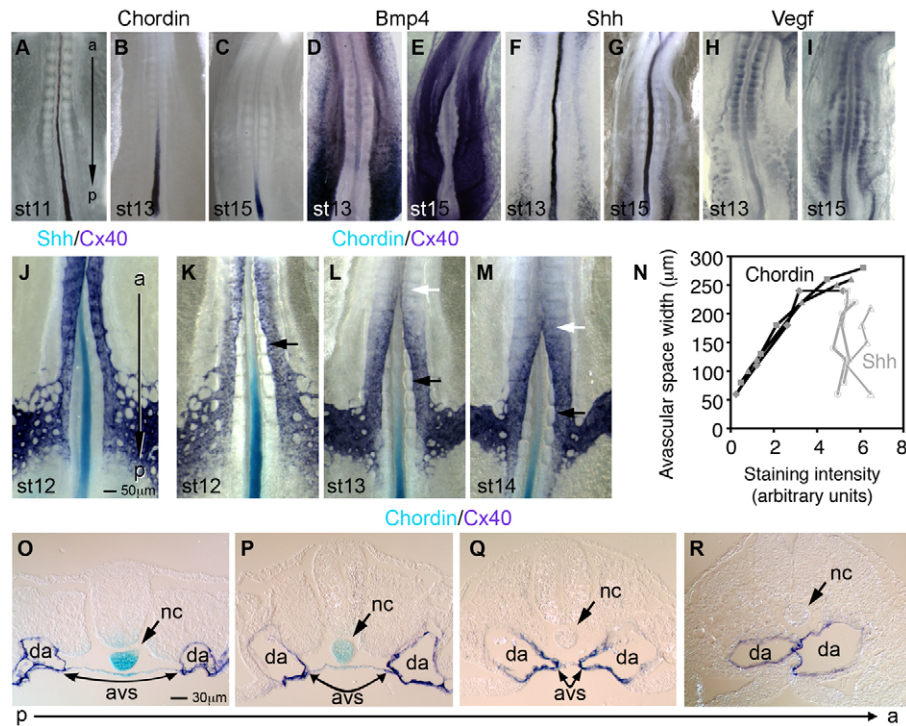 Chordin Bmp4 Shh Vegf
A B C D E F G H I
a
p
st11 st13 st15 st13 st15 st13 st15 st13 st15
Shh/Cx40 Chordin/Cx40
J K L M N
a
p
50μm
st12 st12 st13 st14
Avascular space width (μm)
300
250
200
150
100
50
0
Chordin
Shh
0 2 4 6 8
Staining intensity
(arbitrary units)
Chordin/Cx40
O P Q R
nc nc nc nc
da da da da da da da
avs avs avs
30μm
p a